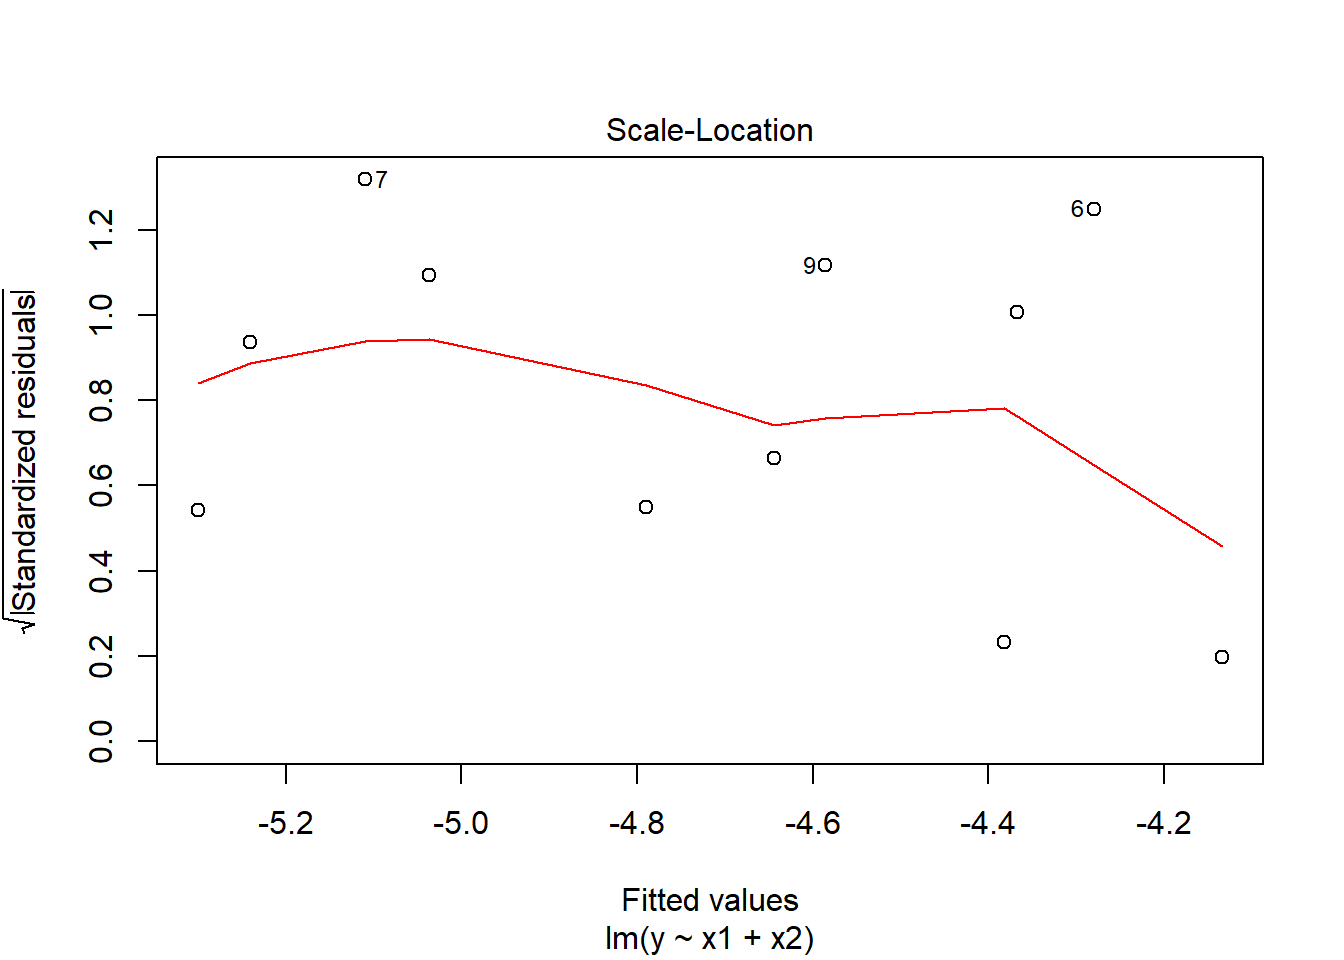 Scale-Location
√|Standardized residuals|
1.2
1.0
0.8
0.6
0.4
0.2
0.0
7
6
9
-5.2 -5.0 -4.8 -4.6 -4.4 -4.2
Fitted values
lm(y ~ x1 + x2)